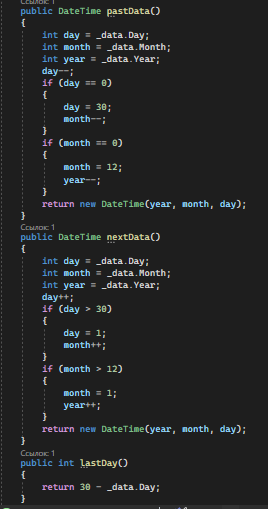 Ссылок: 1
public DateTime pastData()
{
int day = _data.Day;
int month = _data.Month;
int year = _data.Year;
day--;
if (day == 0)
{
day = 30;
month--;
}
if (month == 0)
{
month = 12;
year--;
}
return new DateTime(year, month, day);
}
Ссылок: 1
public DateTime nextData()
{
int day = _data.Day;
int month = _data.Month;
int year = _data.Year;
day++;
if (day > 30)
{
day = 1;
month++;
}
if (month > 12)
{
month = 1;
year++;
}
return new DateTime(year, month, day);
}
Ссылок: 1
public int lastDay()
{
return 30 - _data.Day;
}